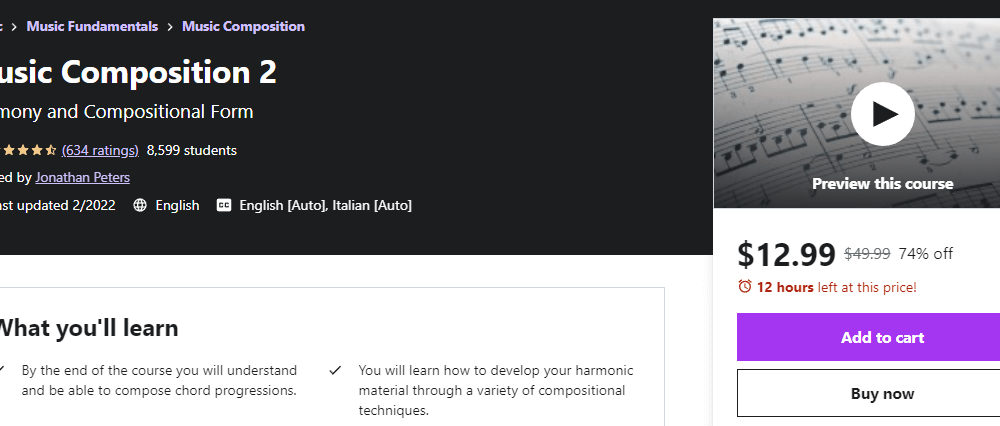 c > Music Fundamentals > Music Composition
usic Composition 2
mony and Compositional Form
(634 ratings) 8,599 students
ed by Jonathan Peters
ast updated 2/2022 English CC English [Auto], Italian [Auto]
What you'll learn
By the end of the course you will understand
and be able to compose chord progressions.
You will learn how to develop your harmonic
material through a variety of compositional
techniques.
Preview this course
$12.99 $49.99 74% off
12 hours left at this price!
Add to cart
Buy now